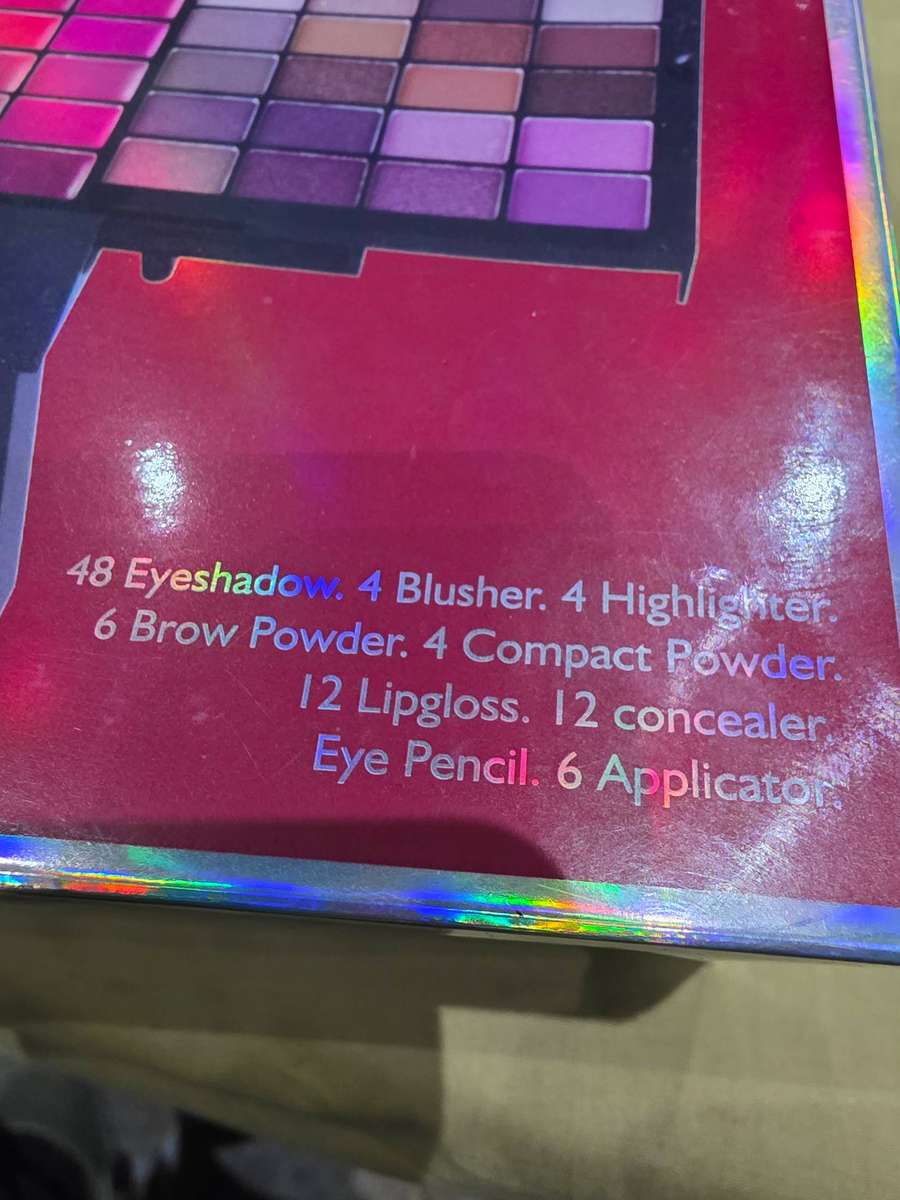 48 Eyeshadow. 4 Blusher. 4 Highlighter.
6 Brow Powder. 4 Compact Powder.
12 Lipgloss. 12 concealer.
Eye Pencil. 6 Applicator.